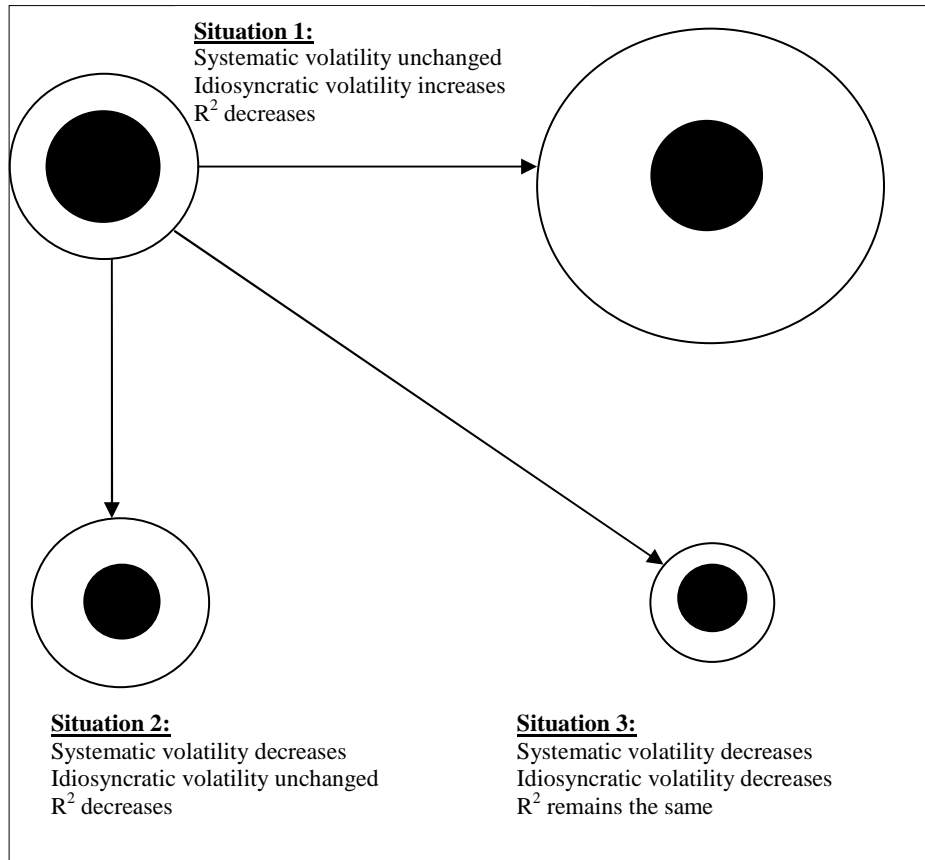 Situation 1:
Systematic volatility unchanged
Idiosyncratic volatility increases
R² decreases
Situation 2:
Systematic volatility decreases
Idiosyncratic volatility unchanged
R² decreases
Situation 3:
Systematic volatility decreases
Idiosyncratic volatility decreases
R² remains the same